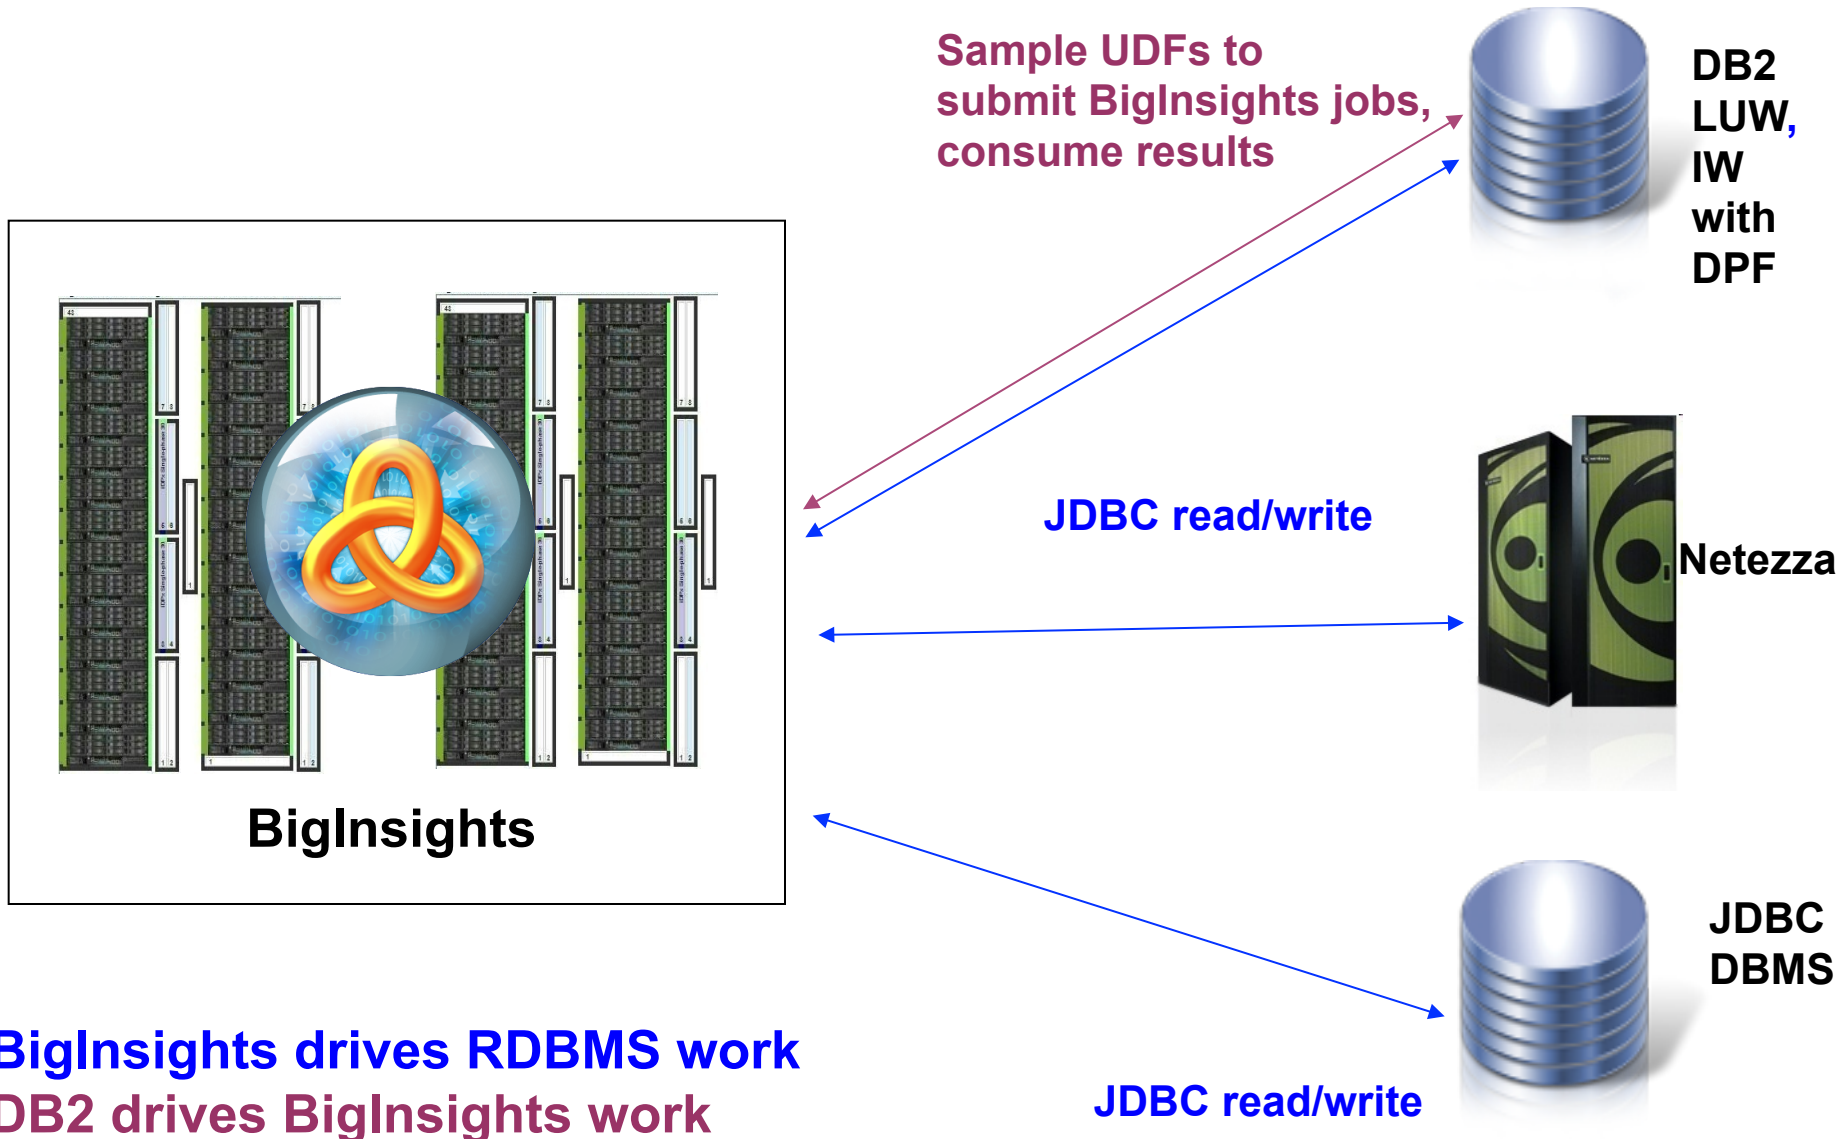 Sample UDFs to
submit BigInsights jobs,
consume results
DB2
LUW,
IW
with
DPF
JDBC read/write
Netezza
BigInsights
JDBC
DBMS
BigInsights drives RDBMS work
DB2 drives BigInsights work
JDBC read/write